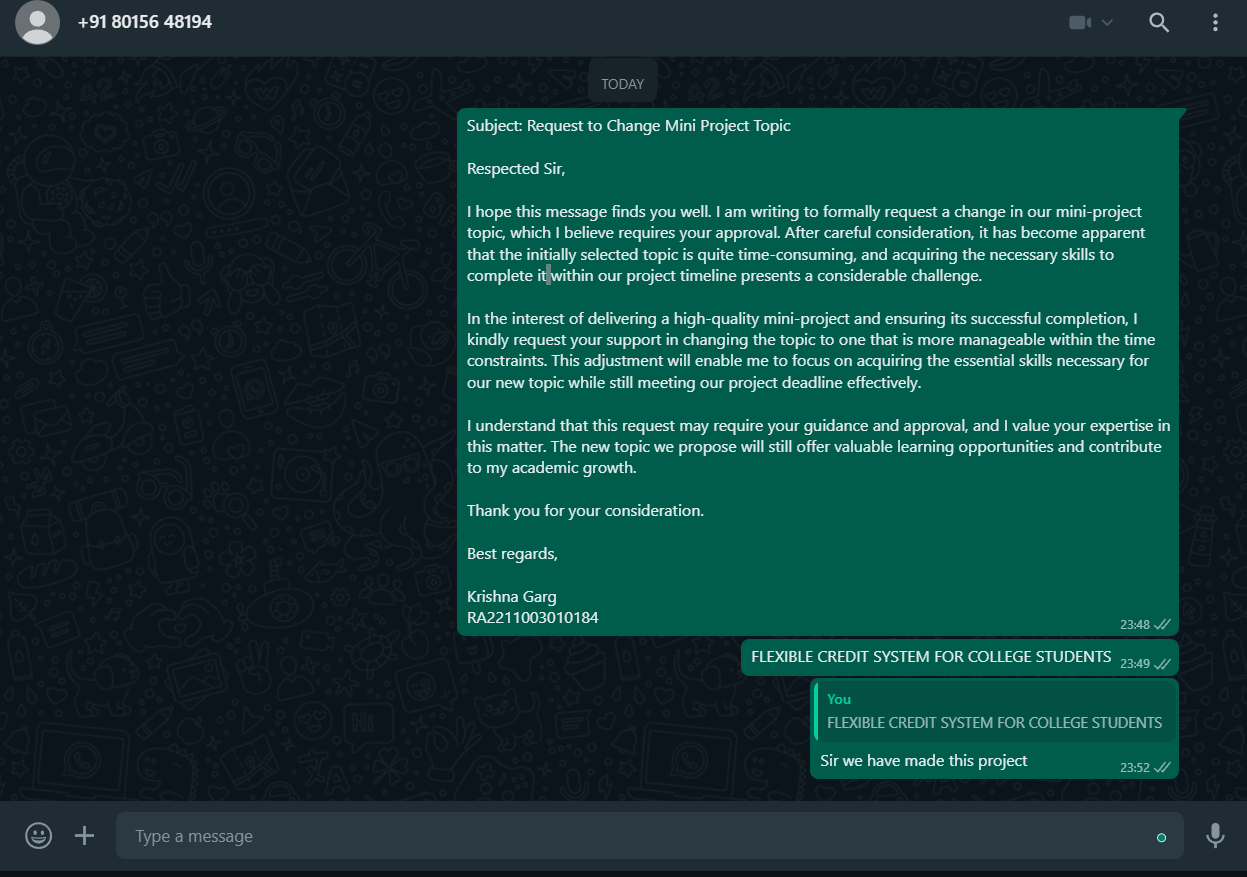 +91 80156 48194
TODAY
Subject: Request to Change Mini Project Topic
Respected Sir,
I hope this message finds you well. I am writing to formally request a change in our mini-project
topic, which I believe requires your approval. After careful consideration, it has become apparent
that the initially selected topic is quite time-consuming, and acquiring the necessary skills to
complete it within our project timeline presents a considerable challenge.
In the interest of delivering a high-quality mini-project and ensuring its successful completion, I
kindly request your support in changing the topic to one that is more manageable within the time
constraints. This adjustment will enable me to focus on acquiring the essential skills necessary for
our new topic while still meeting our project deadline effectively.
I understand that this request may require your guidance and approval, and I value your expertise in
this matter. The new topic we propose will still offer valuable learning opportunities and contribute
to my academic growth.
Thank you for your consideration.
Best regards,
Krishna Garg
RA2211003010184
23:48
FLEXIBLE CREDIT SYSTEM FOR COLLEGE STUDENTS
23:49
You
FLEXIBLE CREDIT SYSTEM FOR COLLEGE STUDENTS
Sir we have made this project
23:52
Type a message